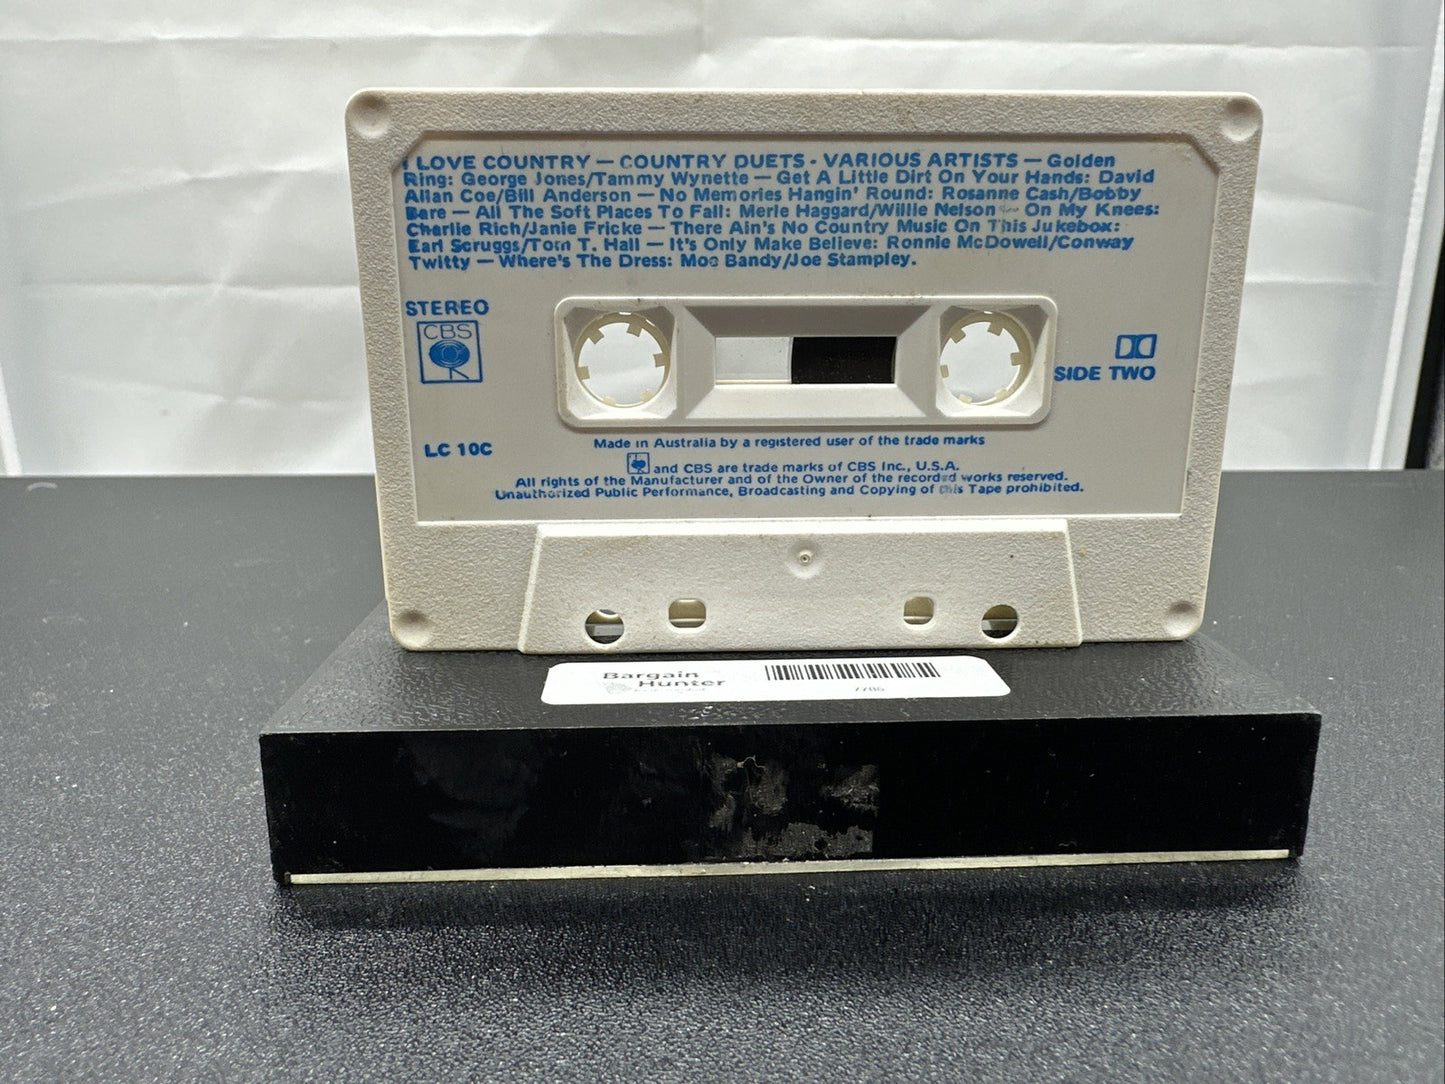 I LOVE COUNTRY — COUNTRY DUETS - VARIOUS ARTISTS — Golden
Ring: George Jones/Tammy Wynette — Get A Little Dirt On Your Hands: David
Allan Coe/Bill Anderson — No Memories Hangin' Round: Rosanne Cash/Bobby
Bare — All The Soft Places To Fall: Merle Haggard/Willie Nelson — On My Knees:
Charlie Rich/Janie Fricke — There Ain's No Country Music On This Jukebox:
Earl Scruggs/Tom T. Hall — It's Only Make Believe: Ronnie McDowell/Conway
Twitty — Where's The Dress: Moe Bandy/Joe Stampley.
STEREO
CBS
SIDE TWO
LC 10C
Made in Australia by a registered user of the trade marks
and CBS are trade marks of CBS Inc., U.S.A.
All rights of the Manufacturer and of the Owner of the recorded works reserved.
Unauthorized Public Performance, Broadcasting and Copying of this Tape prohibited.
Bargain
Hunter
7786